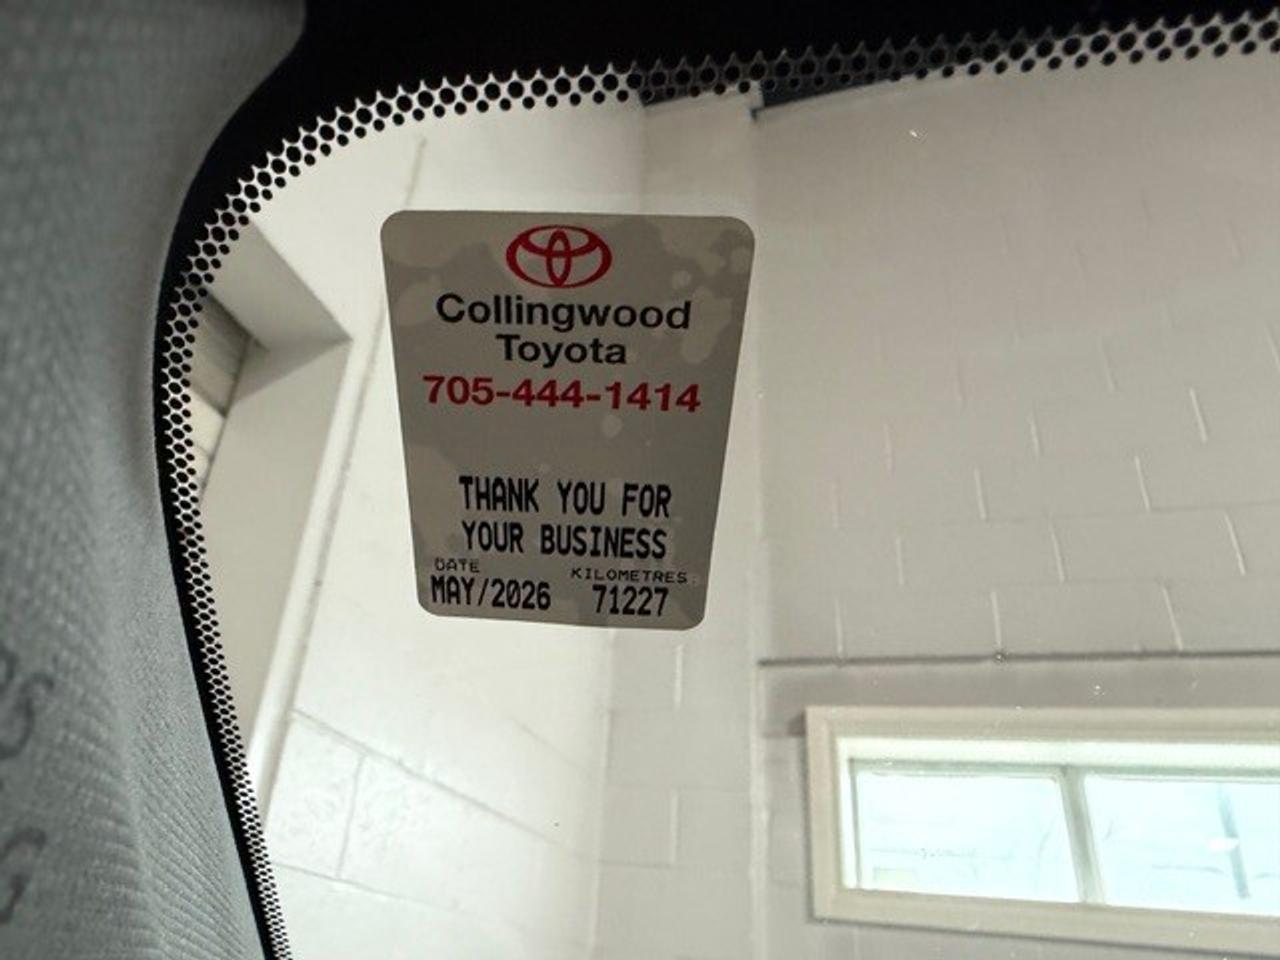 Collingwood
Toyota
705-444-1414
THANK YOU FOR
YOUR BUSINESS
DATE KILOMETRES:
MAY/2026 71227